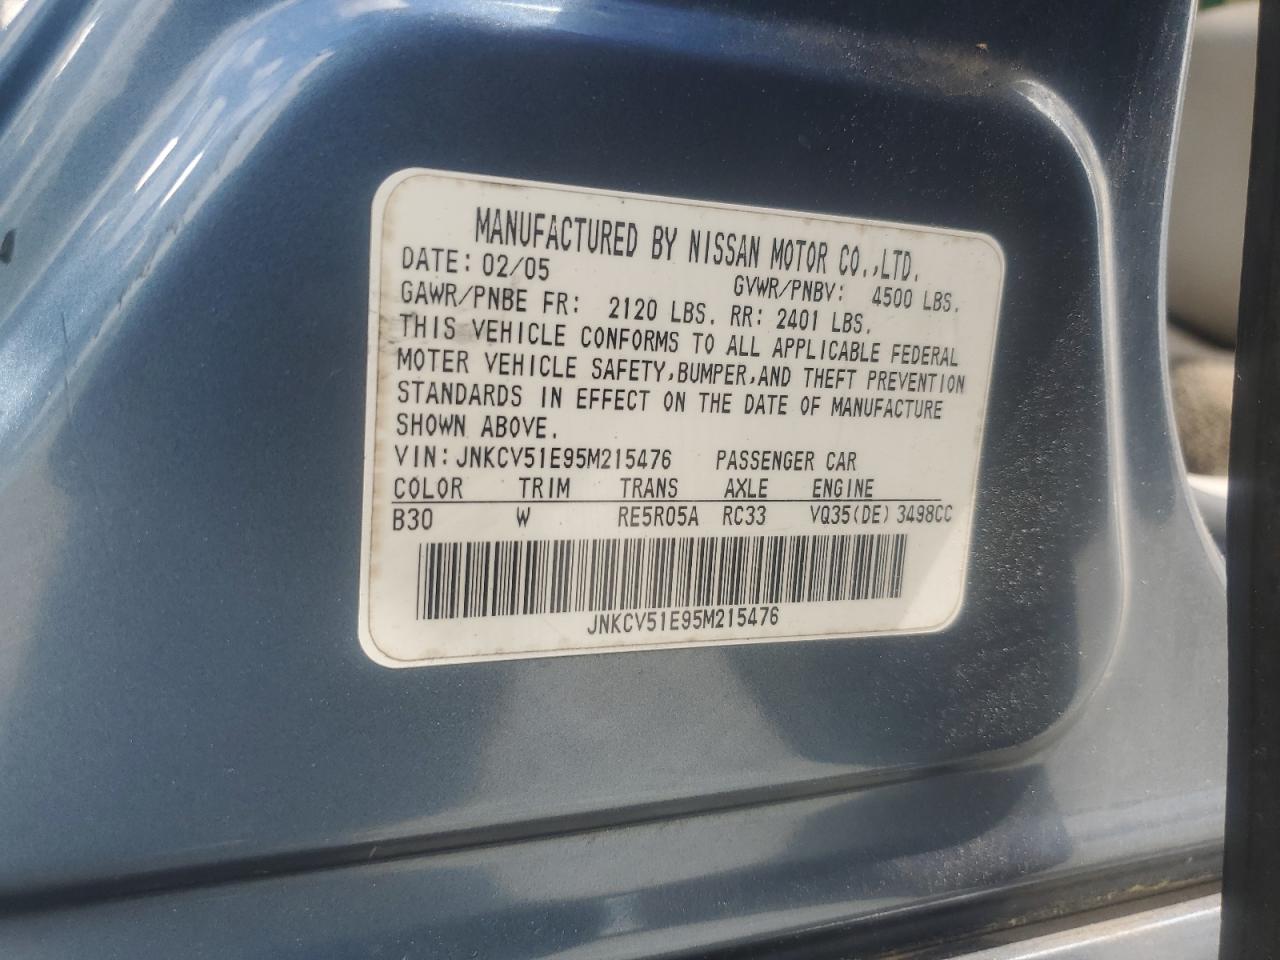 MANUFACTURED BY NISSAN MOTOR CO.,LTD.
DATE: 02/05 GVWR/PNBV: 4500 LBS.
GAWR/PNBE FR: 2120 LBS. RR: 2401 LBS.
THIS VEHICLE CONFORMS TO ALL APPLICABLE FEDERAL
MOTER VEHICLE SAFETY,BUMPER,AND THEFT PREVENTION
STANDARDS IN EFFECT ON THE DATE OF MANUFACTURE
SHOWN ABOVE.
VIN: JNKCV51E95M215476 PASSENGER CAR
COLOR TRIM TRANS AXLE ENGINE
B30 W RE5R05A RC33 VQ35(DE) 3498CC
JNKCV51E95M215476